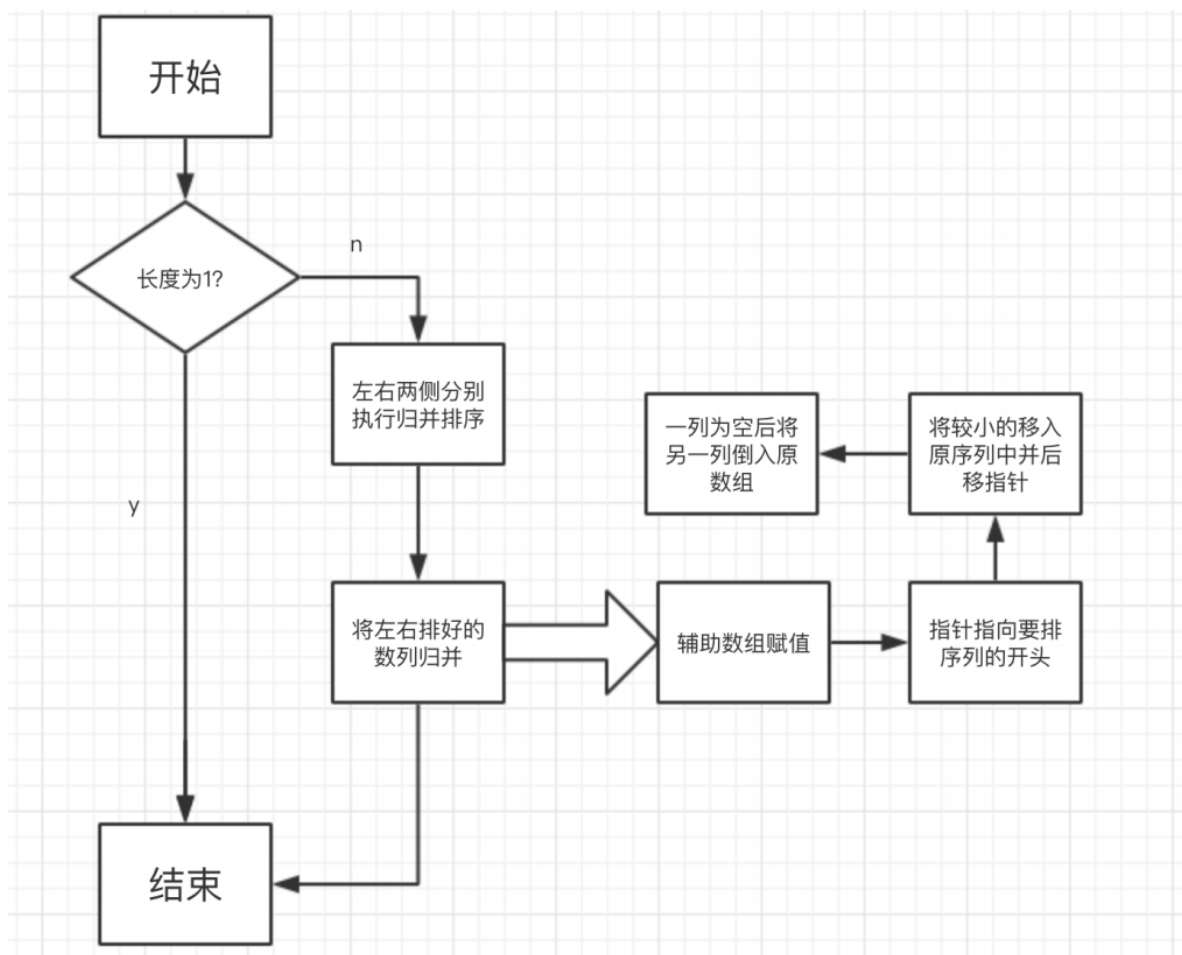 开始
长度为1?
n
左右两侧分别
执行归并排序
一列为空后将
另一列倒入原
数组
将较小的移入
原序列中并后
移指针
y
将左右排好的
数列归并
辅助数组赋值
指针指向要排
序列的开头
结束